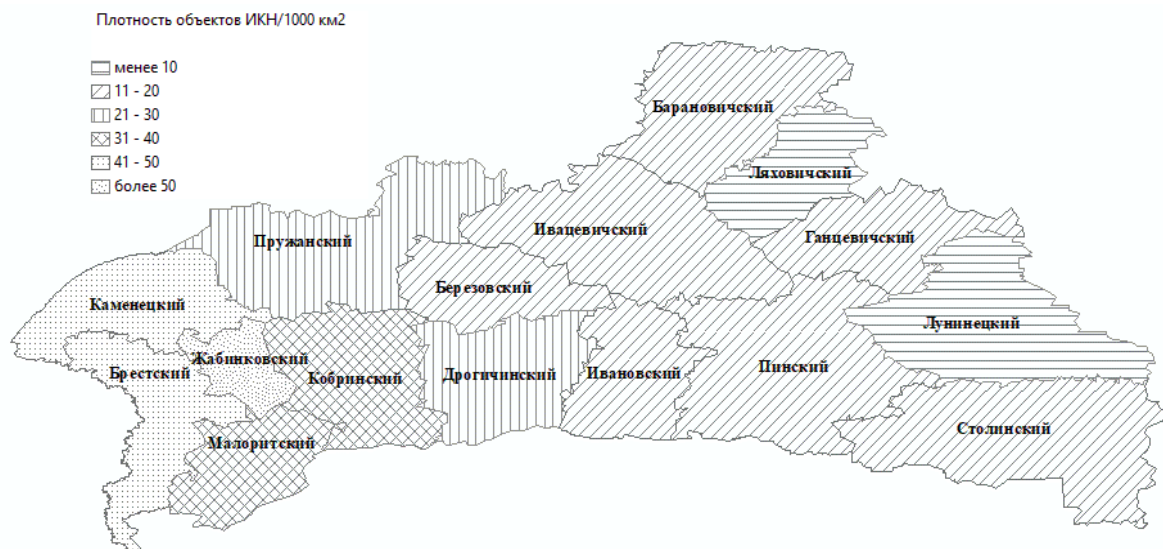 Плотность объектов ИКН/1000 км2
менее 10
11 - 20
21 - 30
31 - 40
41 - 50
более 50
Барановичский
Ляховичский
Ивацевичский
Ганцевичский
Пружанский
Березовский
Каменецкий
Лунинецкий
Жабинковский
Брестский
Кобринский
Дрогичинский
Ивановский
Пинский
Малоритский
Столинский